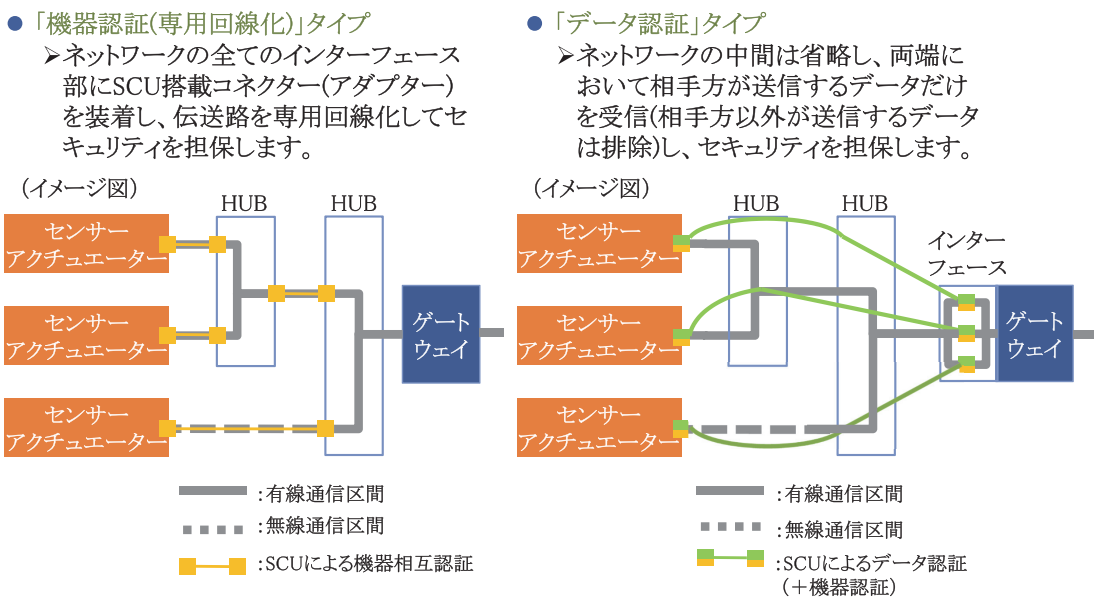 ●「機器認証(専用回線化)」タイプ
➢ネットワークの全てのインターフェース
部にSCU搭載コネクター(アダプター)
を装着し、伝送路を専用回線化してセ
キュリティを担保します。
（イメージ図）
HUB
HUB
センサー
アクチュエーター
センサー
アクチュエーター
ゲート
ウェイ
センサー
アクチュエーター
:有線通信区間
:無線通信区間
:SCUによる機器相互認証
●「データ認証」タイプ
➢ネットワークの中間は省略し、両端に
おいて相手方が送信するデータだけ
を受信(相手方以外が送信するデータ
は排除)し、セキュリティを担保します。
（イメージ図）
HUB
HUB
センサー
アクチュエーター
インター
フェース
センサー
アクチュエーター
ゲート
ウェイ
センサー
アクチュエーター
:有線通信区間
:無線通信区間
:SCUによるデータ認証
（＋機器認証）